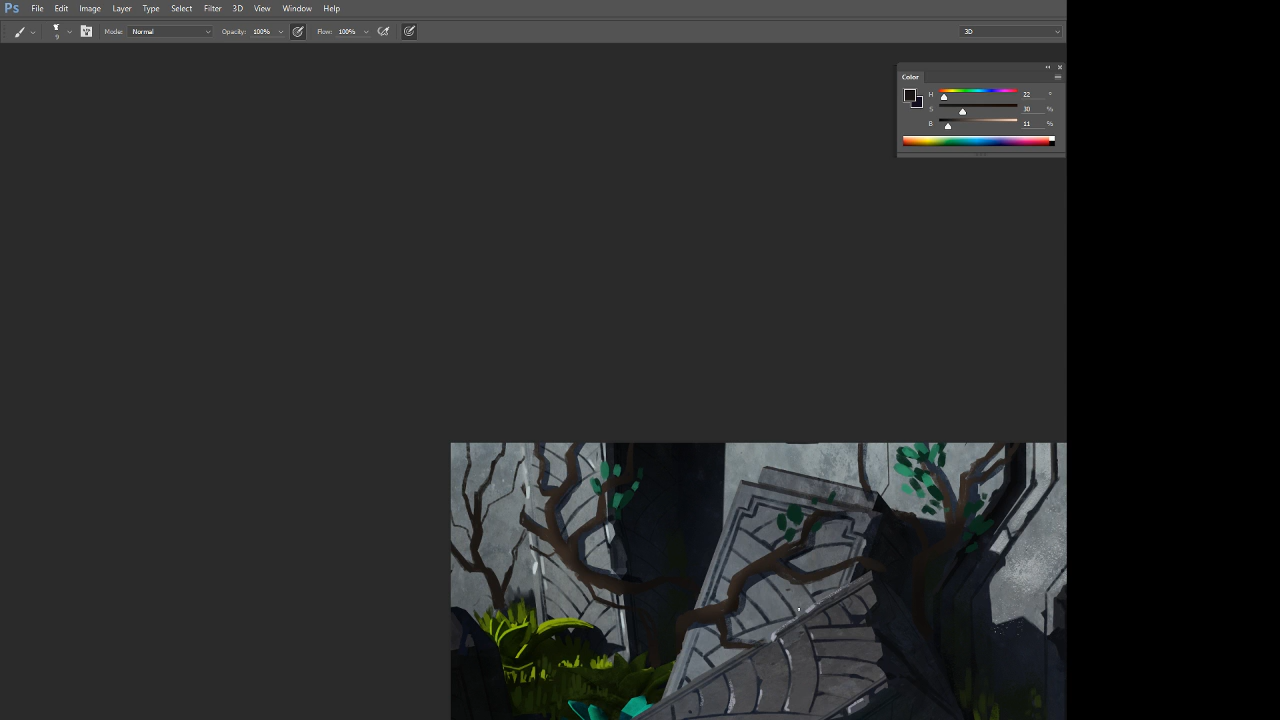 Ps File Edit Image Layer Type Select Filter 3D View Window Help
9 Mode: Normal Opacity: 100% Flow: 100% 3D
Color
H 22 °
S 30 %
B 11 %